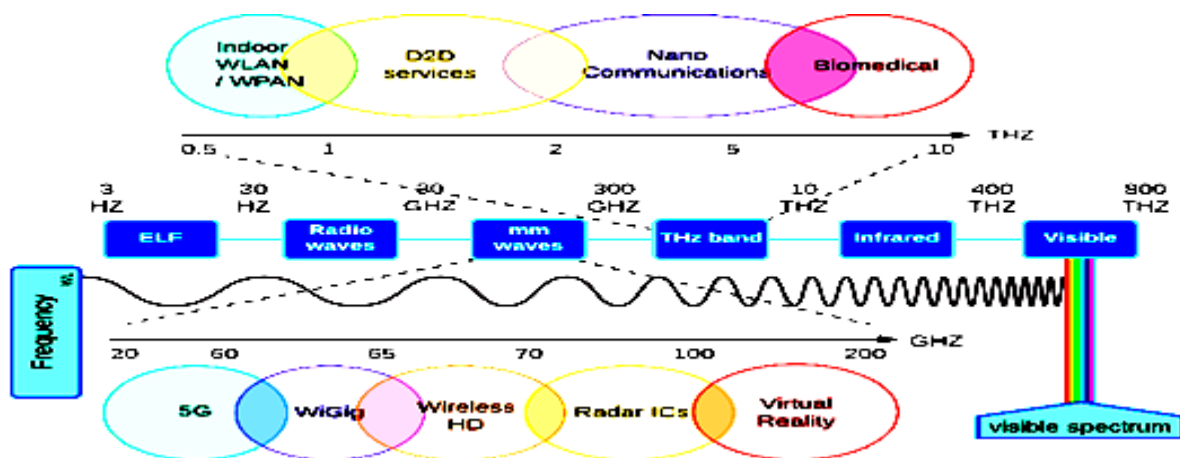 Indoor
WLAN
/ WPAN
D2D
services
Nano
Communications
Biomedical
THZ
0.5 1 2 5 10
3
HZ
30
HZ
30
GHZ
300
GHZ
10
THZ
400
THZ
800
THZ
ELF
Radio
waves
mm
waves
THz band
Infrared
Visible
Frequency
GHZ
20 60 65 70 100 200
5G
WiGig
Wireless
HD
Radar ICs
Virtual
Reality
visible spectrum